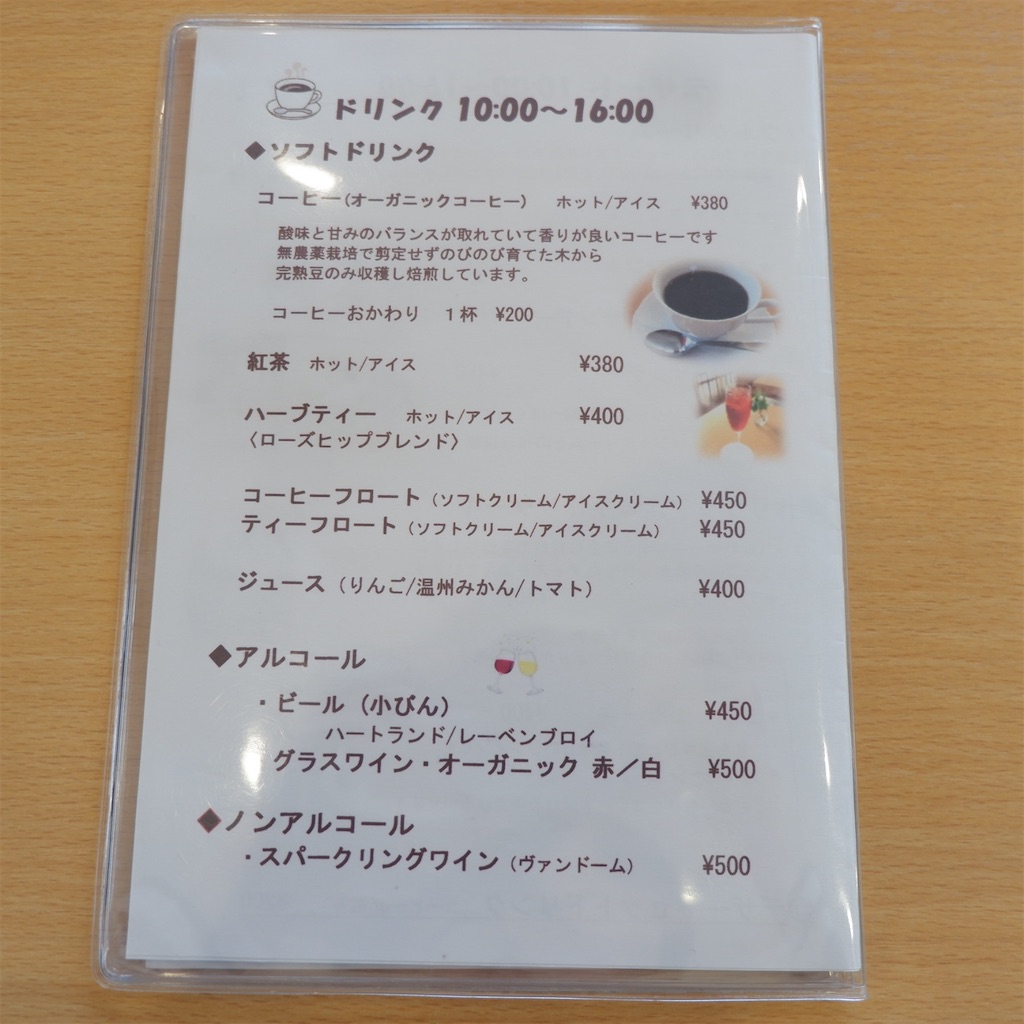 ドリンク 10:00～16:00
◆ソフトドリンク
コーヒー(オーガニックコーヒー) ホット/アイス ¥380
酸味と甘みのバランスが取れていて香りが良いコーヒーです
無農薬栽培で剪定せずのびのび育てた木から
完熟豆のみ収穫し焙煎しています。
コーヒーおかわり １杯 ¥200
紅茶 ホット/アイス ¥380
ハーブティー ホット/アイス ¥400
〈ローズヒップブレンド〉
コーヒーフロート（ソフトクリーム/アイスクリーム） ¥450
ティーフロート（ソフトクリーム/アイスクリーム） ¥450
ジュース（りんご/温州みかん/トマト） ¥400
◆アルコール
・ビール（小びん） ¥450
ハートランド/レーベンブロイ
グラスワイン・オーガニック 赤／白 ¥500
◆ノンアルコール
・スパークリングワイン（ヴァンドーム） ¥500